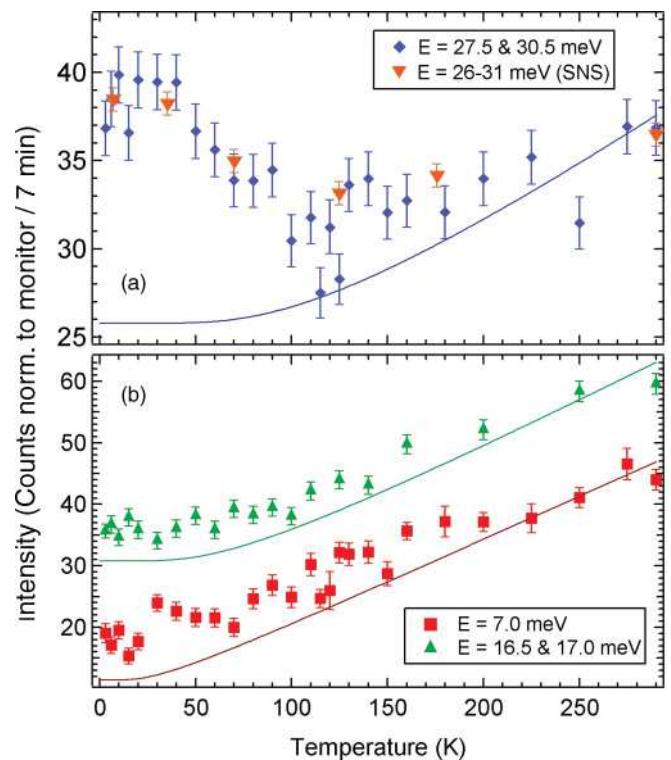 E = 27.5 & 30.5 meV
E = 26-31 meV (SNS)
40
35
30
25
(a)
Intensity (Counts norm. to monitor / 7 min)
(b)
60
50
40
30
20
E = 7.0 meV
E = 16.5 & 17.0 meV
0 50 100 150 200 250
Temperature (K)